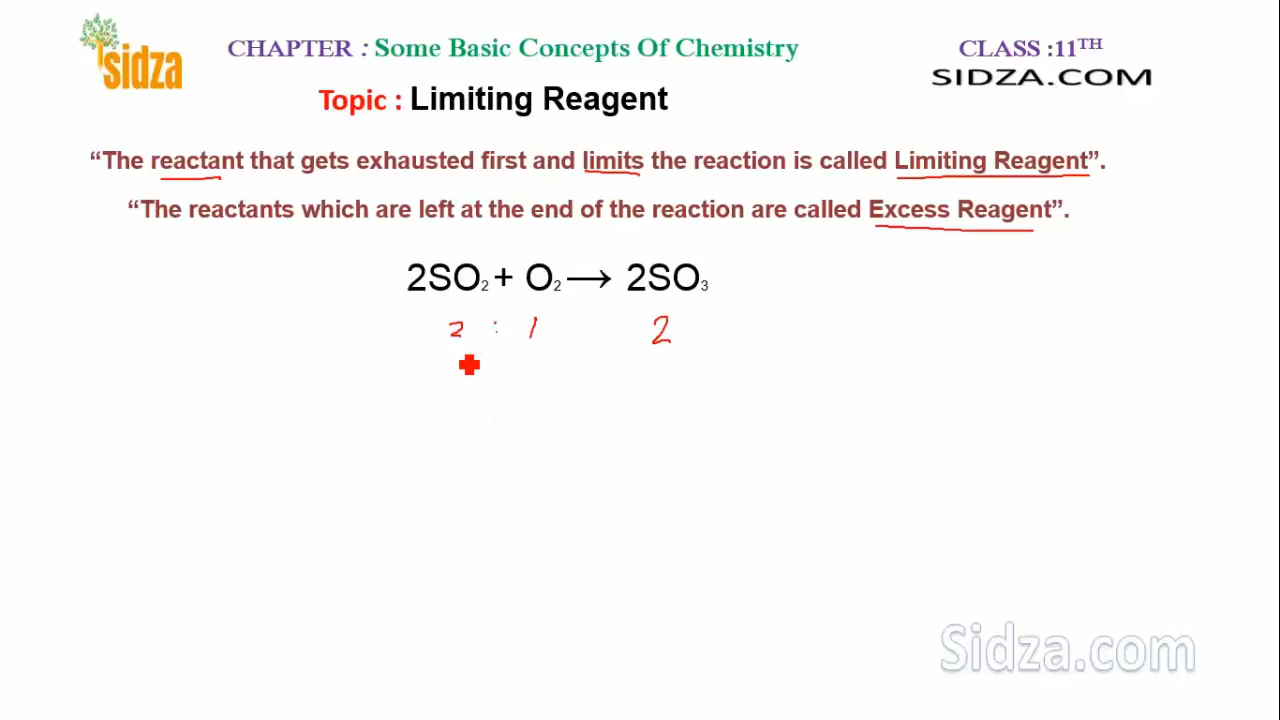 sidza
CHAPTER : Some Basic Concepts Of Chemistry
CLASS :11TH
SIDZA.COM
Topic : Limiting Reagent
“The reactant that gets exhausted first and limits the reaction is called Limiting Reagent”.
“The reactants which are left at the end of the reaction are called Excess Reagent”.
2SO₂ + O₂ ⟶ 2SO₃
2 : 1 2
Sidza.com